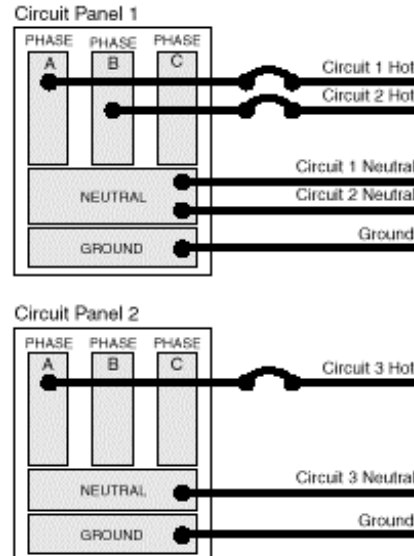 Circuit Panel 1
PHASE PHASE PHASE
A B C
Circuit 1 Hot
Circuit 2 Hot
Circuit 1 Neutral
NEUTRAL
Circuit 2 Neutral
Ground
GROUND
Circuit Panel 2
PHASE PHASE PHASE
A B C
Circuit 3 Hot
Circuit 3 Neutral
NEUTRAL
Ground
GROUND